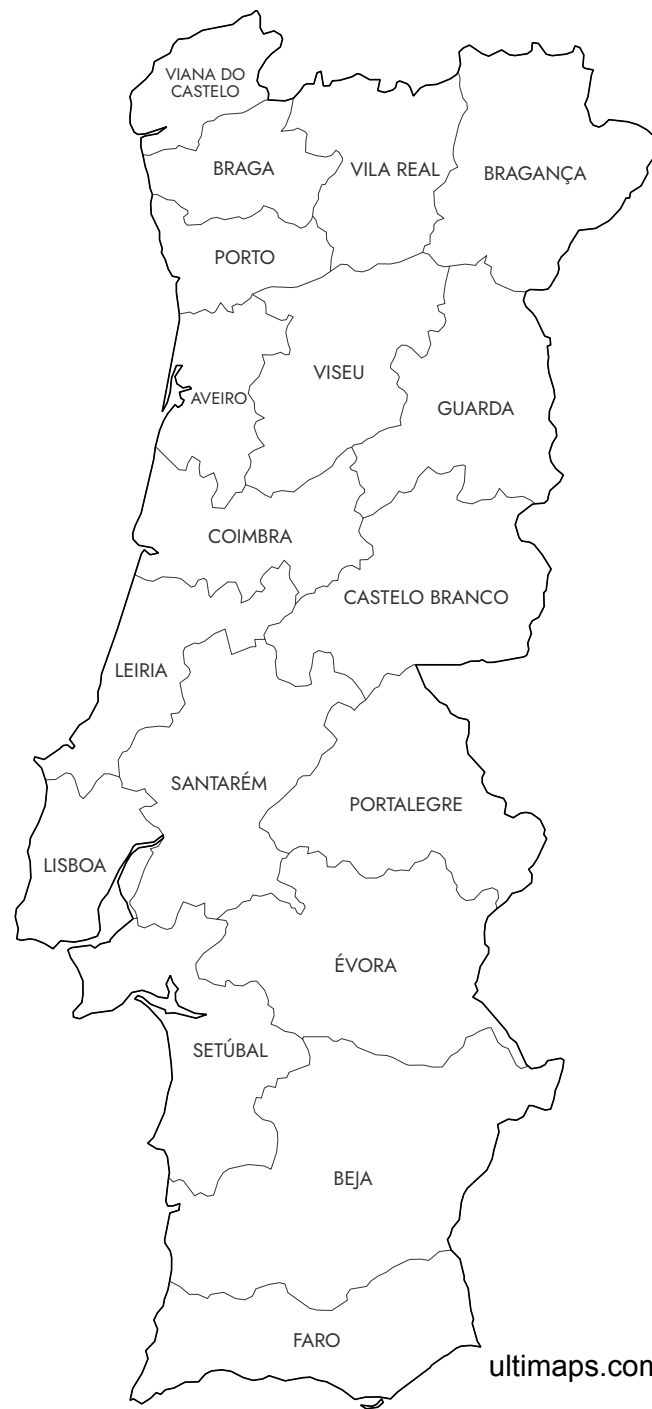 VIANA DO
CASTELO
BRAGA
VILA REAL
BRAGANÇA
PORTO
VISEU
AVEIRO
GUARDA
COIMBRA
CASTELO BRANCO
LEIRIA
SANTARÉM
PORTALEGRE
LISBOA
ÉVORA
SETÚBAL
BEJA
FARO
ultimaps.com